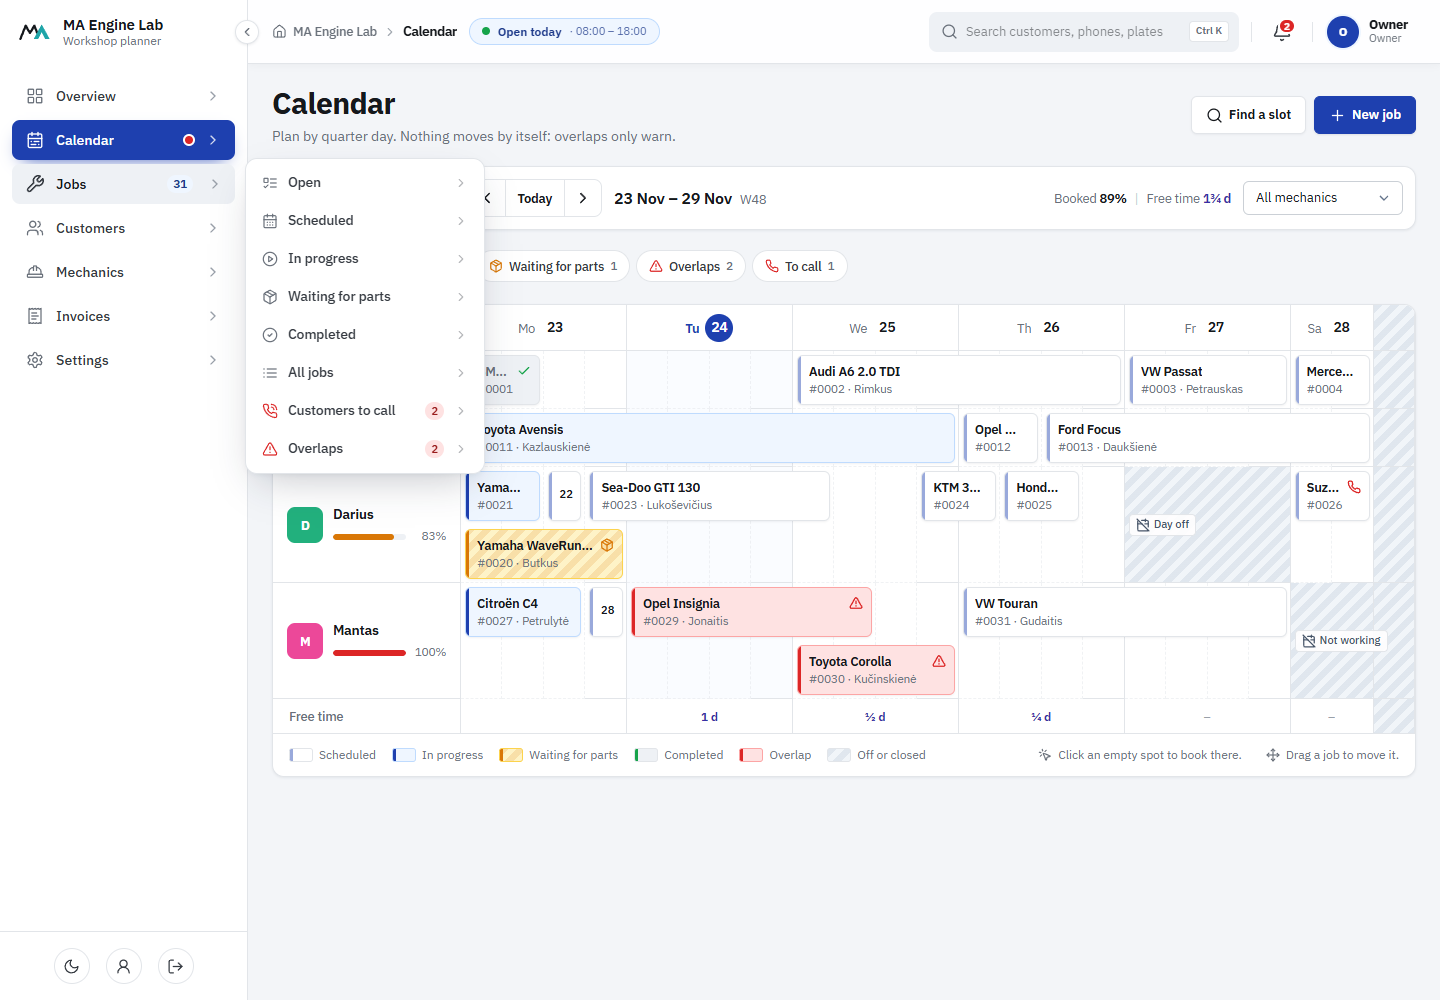 MA Engine Lab
Workshop planner
MA Engine Lab
Calendar
Open today · 08:00 – 18:00
Search customers, phones, plates
Ctrl K
2
O
Owner
Owner
Overview
Calendar
Jobs 31
Customers
Mechanics
Invoices
Settings
Calendar
Plan by quarter day. Nothing moves by itself: overlaps only warn.
Find a slot
New job
Open
Scheduled
In progress
Waiting for parts
Completed
All jobs
Customers to call 2
Overlaps 2
Today
23 Nov – 29 Nov W48
Booked 89%
Free time 1¾ d
All mechanics
Waiting for parts 1
Overlaps 2
To call 1
Mo 23
Tu 24
We 25
Th 26
Fr 27
Sa 28
M...
0001
Audi A6 2.0 TDI
#0002 · Rimkus
VW Passat
#0003 · Petrauskas
Merce...
#0004
oyota Avensis
0011 · Kazlauskienė
Opel ...
#0012
Ford Focus
#0013 · Daukšienė
D
Darius
83%
Yama...
#0021
22
Sea-Doo GTI 130
#0023 · Lukoševičius
KTM 3...
#0024
Hond...
#0025
Day off
Suz...
#0026
Yamaha WaveRun...
#0020 · Butkus
M
Mantas
100%
Citroën C4
#0027 · Petrulytė
28
Opel Insignia
#0029 · Jonaitis
VW Touran
#0031 · Gudaitis
Not working
Toyota Corolla
#0030 · Kučinskienė
Free time
1 d
½ d
¼ d
–
–
Scheduled
In progress
Waiting for parts
Completed
Overlap
Off or closed
Click an empty spot to book there.
Drag a job to move it.